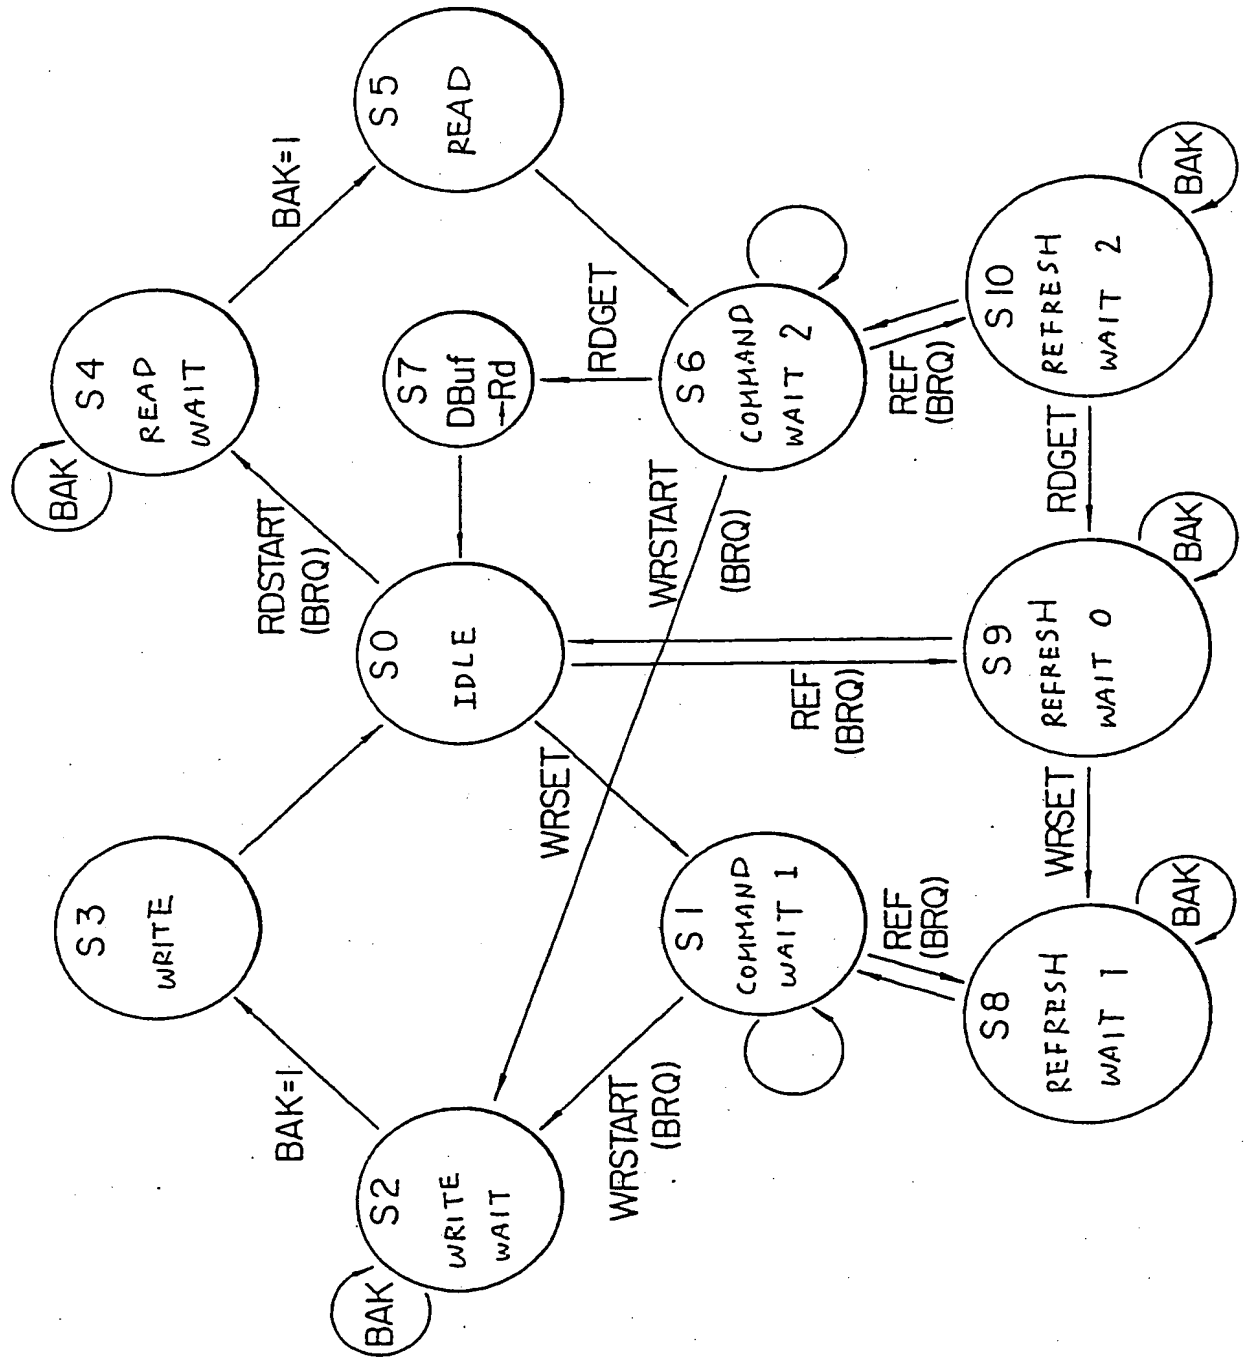 BAK
S3
WRITE
S4
READ
WAIT
BAK=1
RDSTART
(BRQ)
BAK=1
BAK
S2
WRITE
WAIT
S0
IDLE
S7
DBuf
→Rd
S5
READ
WRSET
RDGET
WRSTART
(BRQ)
WRSTART
(BRQ)
S1
COMMAND
WAIT 1
S6
COMMAND
WAIT 2
REF
(BRQ)
REF
(BRQ)
REF
(BRQ)
S8
REFRESH
WAIT 1
WRSET
S9
REFRESH
WAIT 0
RDGET
S10
REFRESH
WAIT 2
BAK
BAK
BAK